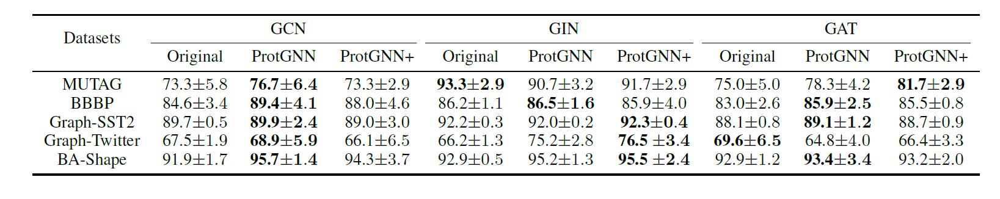 Datasets GCN GIN GAT
Original ProtGNN ProtGNN+ Original ProtGNN ProtGNN+ Original ProtGNN ProtGNN+
MUTAG 73.3±5.8 76.7±6.4 73.3±2.9 93.3±2.9 90.7±3.2 91.7±2.9 75.0±5.0 78.3±4.2 81.7±2.9
BBBP 84.6±3.4 89.4±4.1 88.0±4.6 86.2±1.1 86.5±1.6 85.9±4.0 83.0±2.6 85.9±2.5 85.5±0.8
Graph-SST2 89.7±0.5 89.9±2.4 89.0±3.0 92.2±0.3 92.0±0.2 92.3±0.4 88.1±0.8 89.1±1.2 88.7±0.9
Graph-Twitter 67.5±1.9 68.9±5.9 66.1±6.5 66.2±1.3 75.2±2.8 76.5 ±3.4 69.6±6.5 64.8±4.0 66.4±3.3
BA-Shape 91.9±1.7 95.7±1.4 94.3±3.7 92.9±0.5 95.2±1.3 95.5 ±2.4 92.9±1.2 93.4±3.4 93.2±2.0